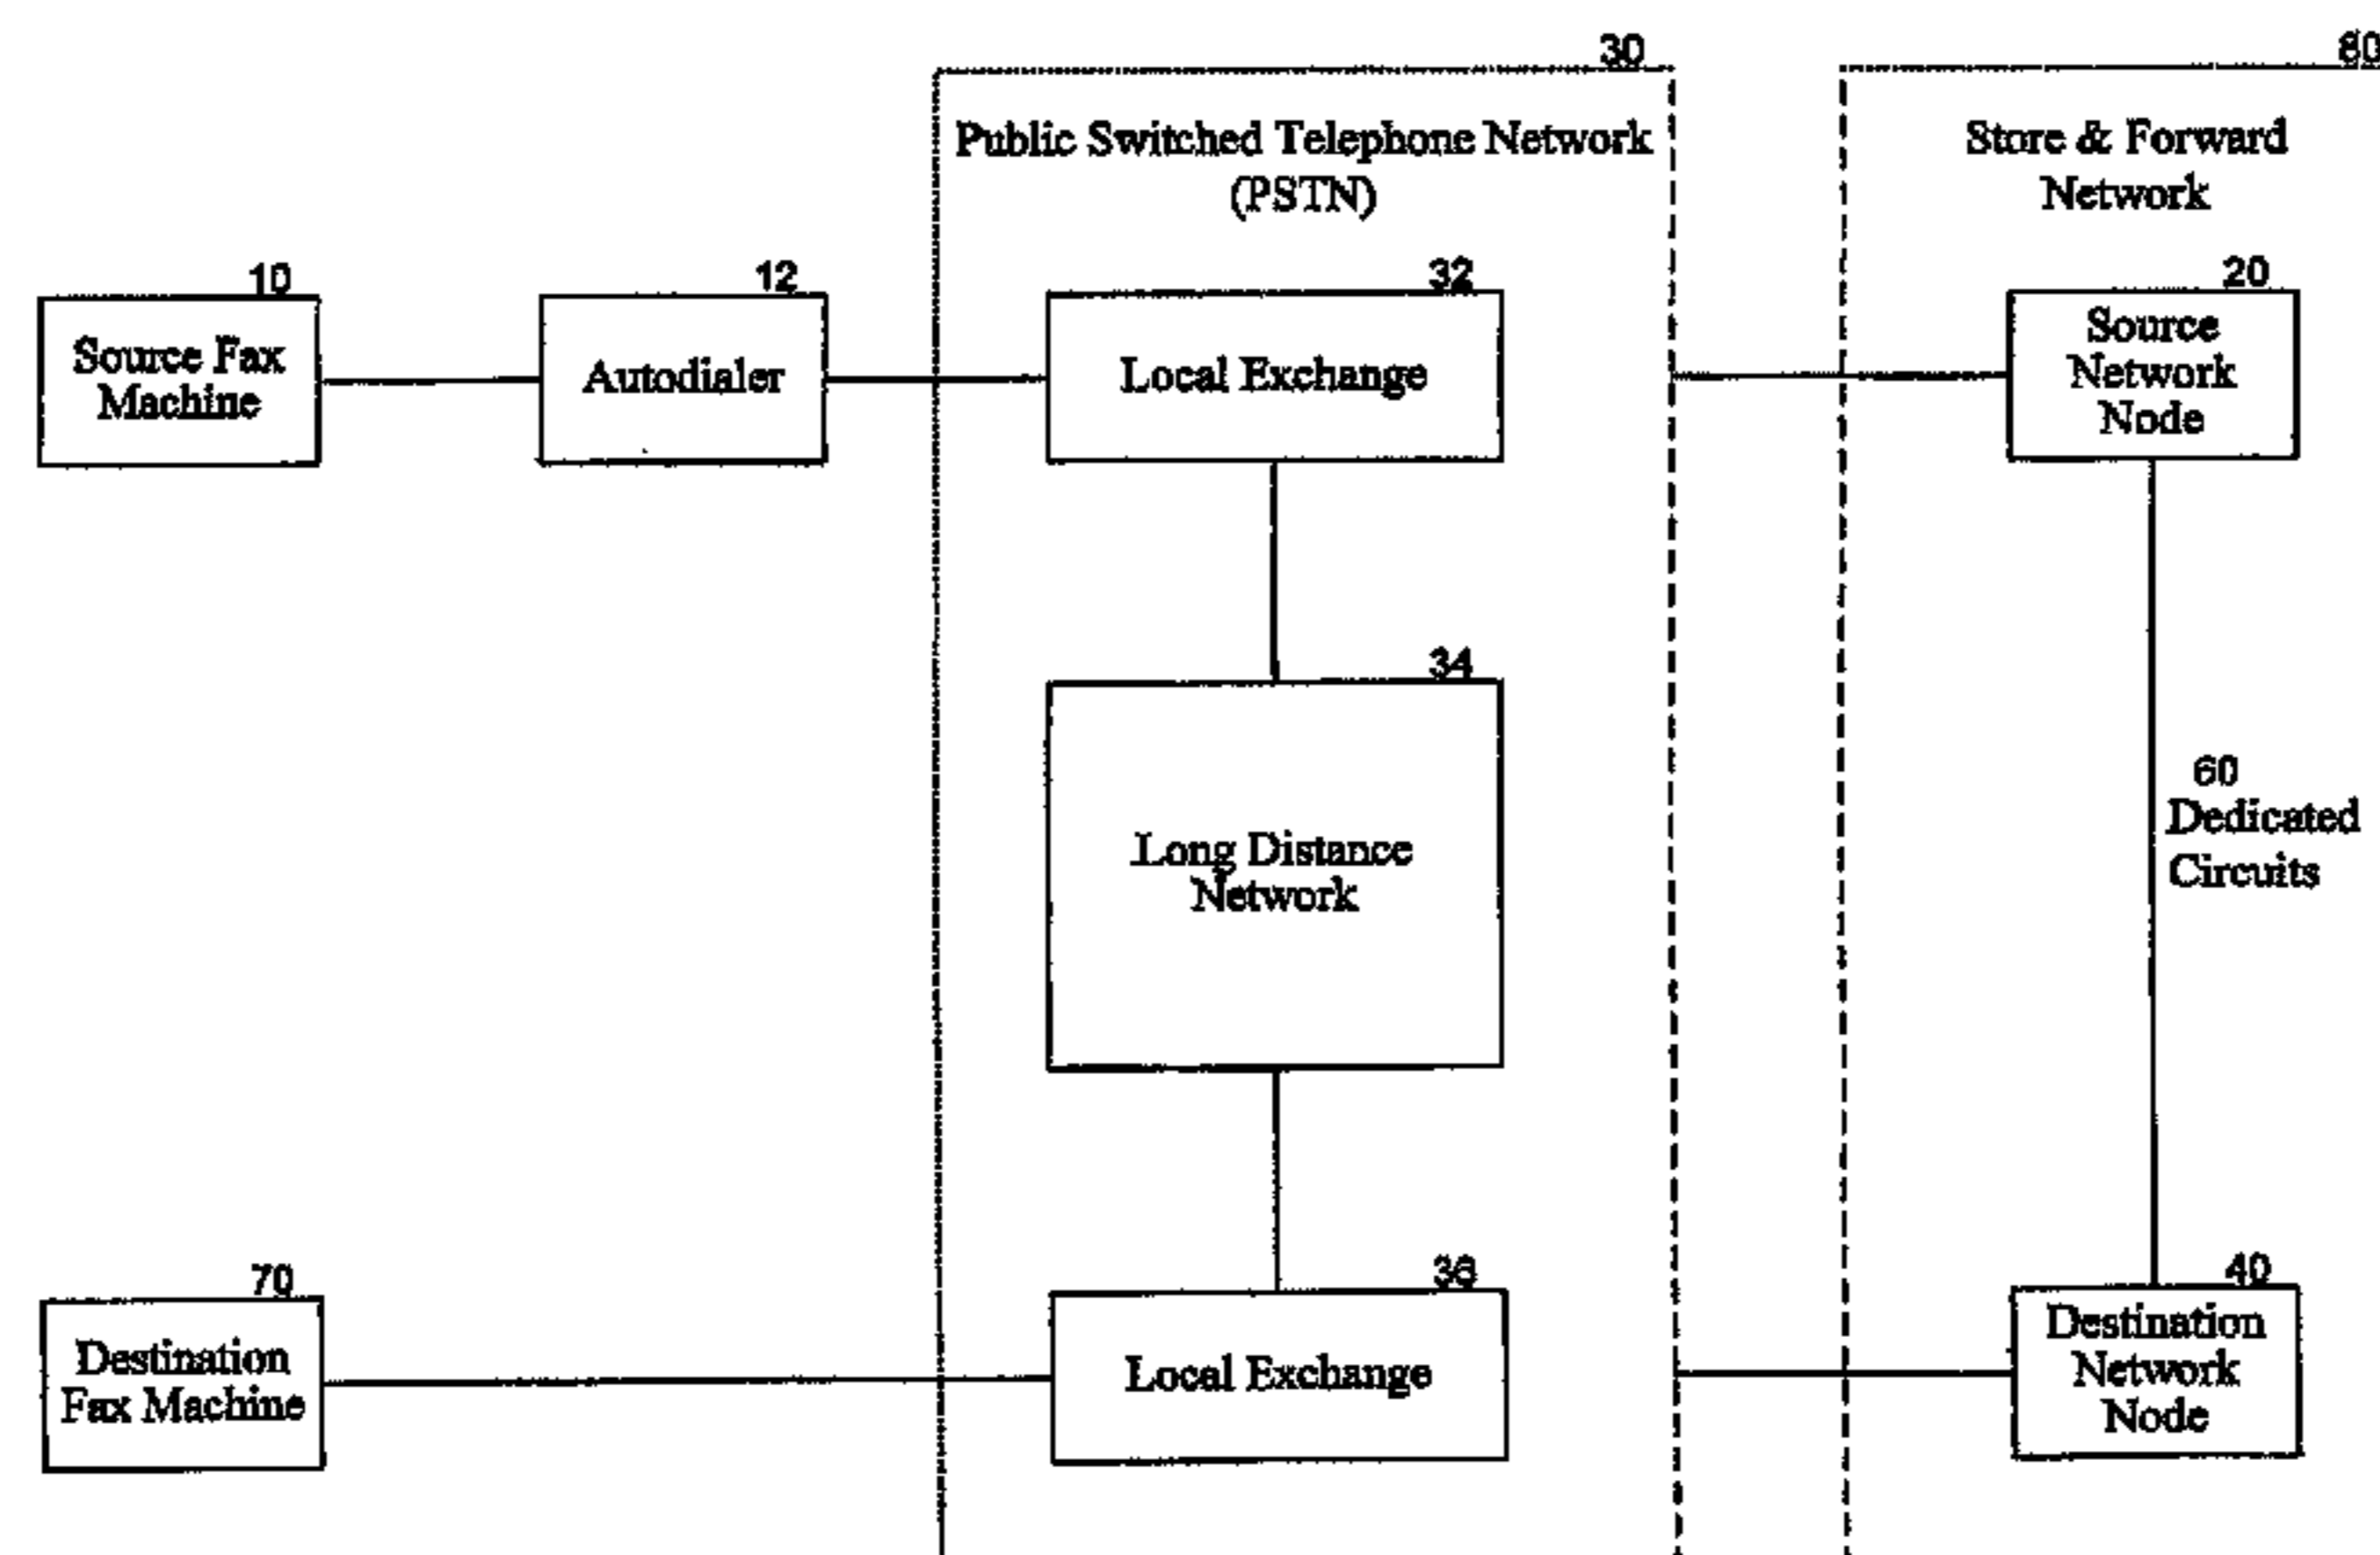 30
80
Public Switched Telephone Network
(PSTN)
Store & Forward
Network
10
12
32
20
Source Fax
Machine
Autodialer
Local Exchange
Source
Network
Node
34
Long Distance
Network
60
Dedicated
Circuits
70
36
40
Destination
Fax Machine
Local Exchange
Destination
Network
Node